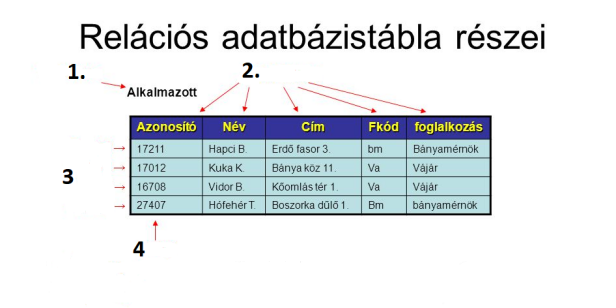 Relációs adatbázistábla részei
1.
2.
Alkalmazott
Azonosító Név Cím Fkód foglalkozás
17211 Hapci B. Erdő fasor 3. bm Bányamérnök
3
17012 Kuka K. Bánya köz 11. Va Vájár
16708 Vidor B. Kőomlás tér 1. Va Vájár
27407 Hófehér T. Boszorka dűlő 1. Bm bányamérnök
4